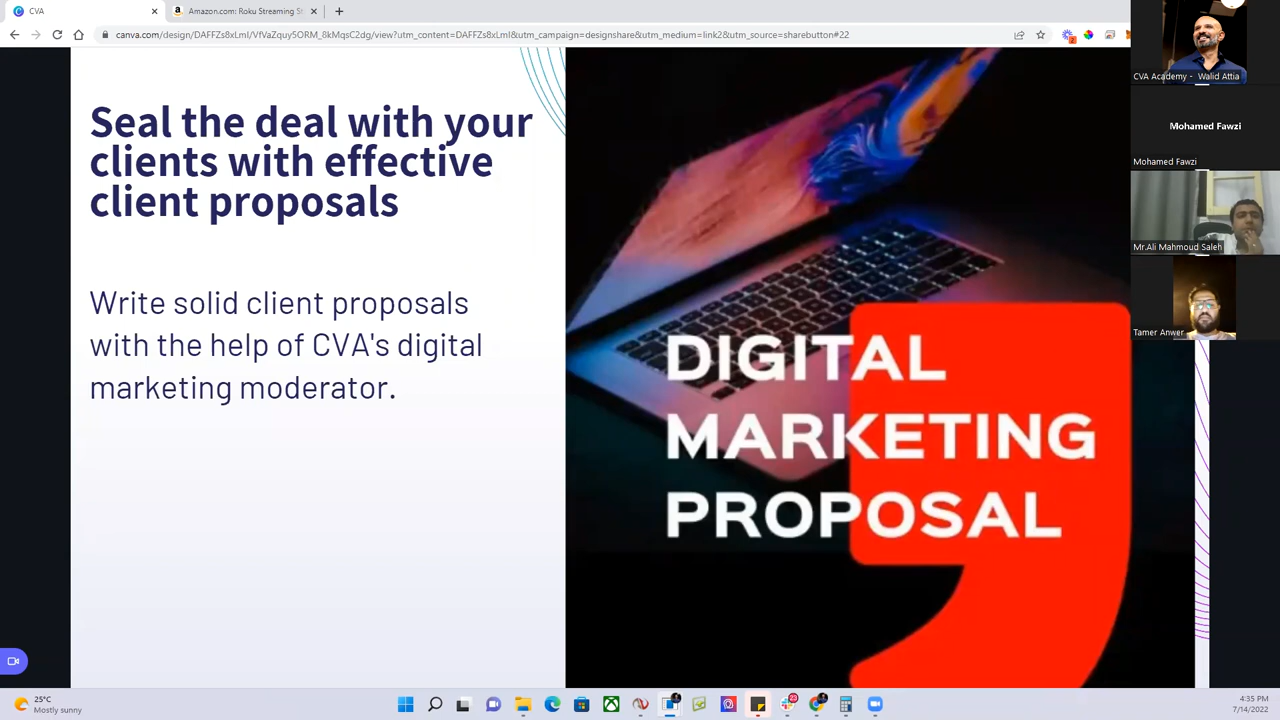 CVA
Amazon.com: Roku Streaming S
canva.com/design/DAFFZs8xLmI/VfVaZquy5ORM_8kMqsC2dg/view?utm_content=DAFFZs8xLmI&utm_campaign=designshare&utm_medium=link2&utm_source=sharebutton#22
CVA Academy - Walid Attia
Mohamed Fawzi
Mohamed Fawzi
Mr.Ali Mahmoud Saleh
Tamer Anwer
Seal the deal with your
clients with effective
client proposals
Write solid client proposals
with the help of CVA's digital
marketing moderator.
DIGITAL
MARKETING
PROPOSAL
25°C
Mostly sunny
4:35 PM
7/14/2022